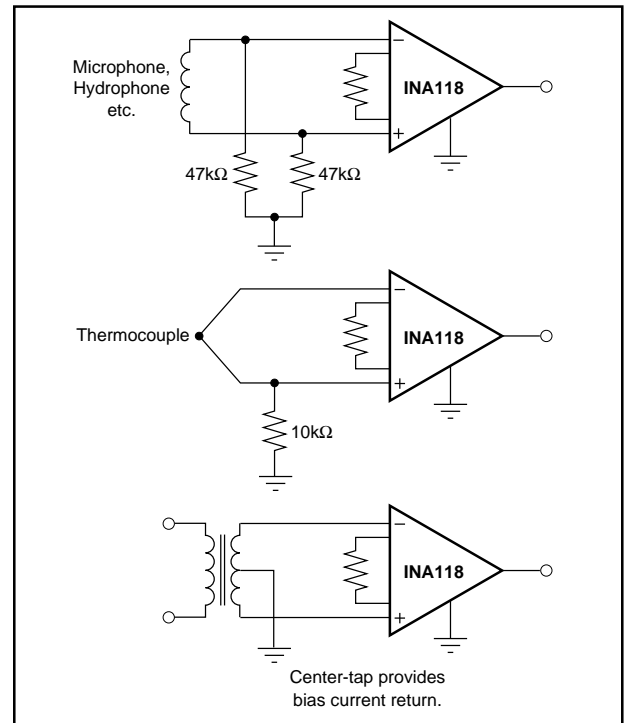 Microphone,
Hydrophone
etc.
−
INA118
+
47kΩ 47kΩ
Thermocouple
−
INA118
+
10kΩ
−
INA118
+
Center-tap provides
bias current return.